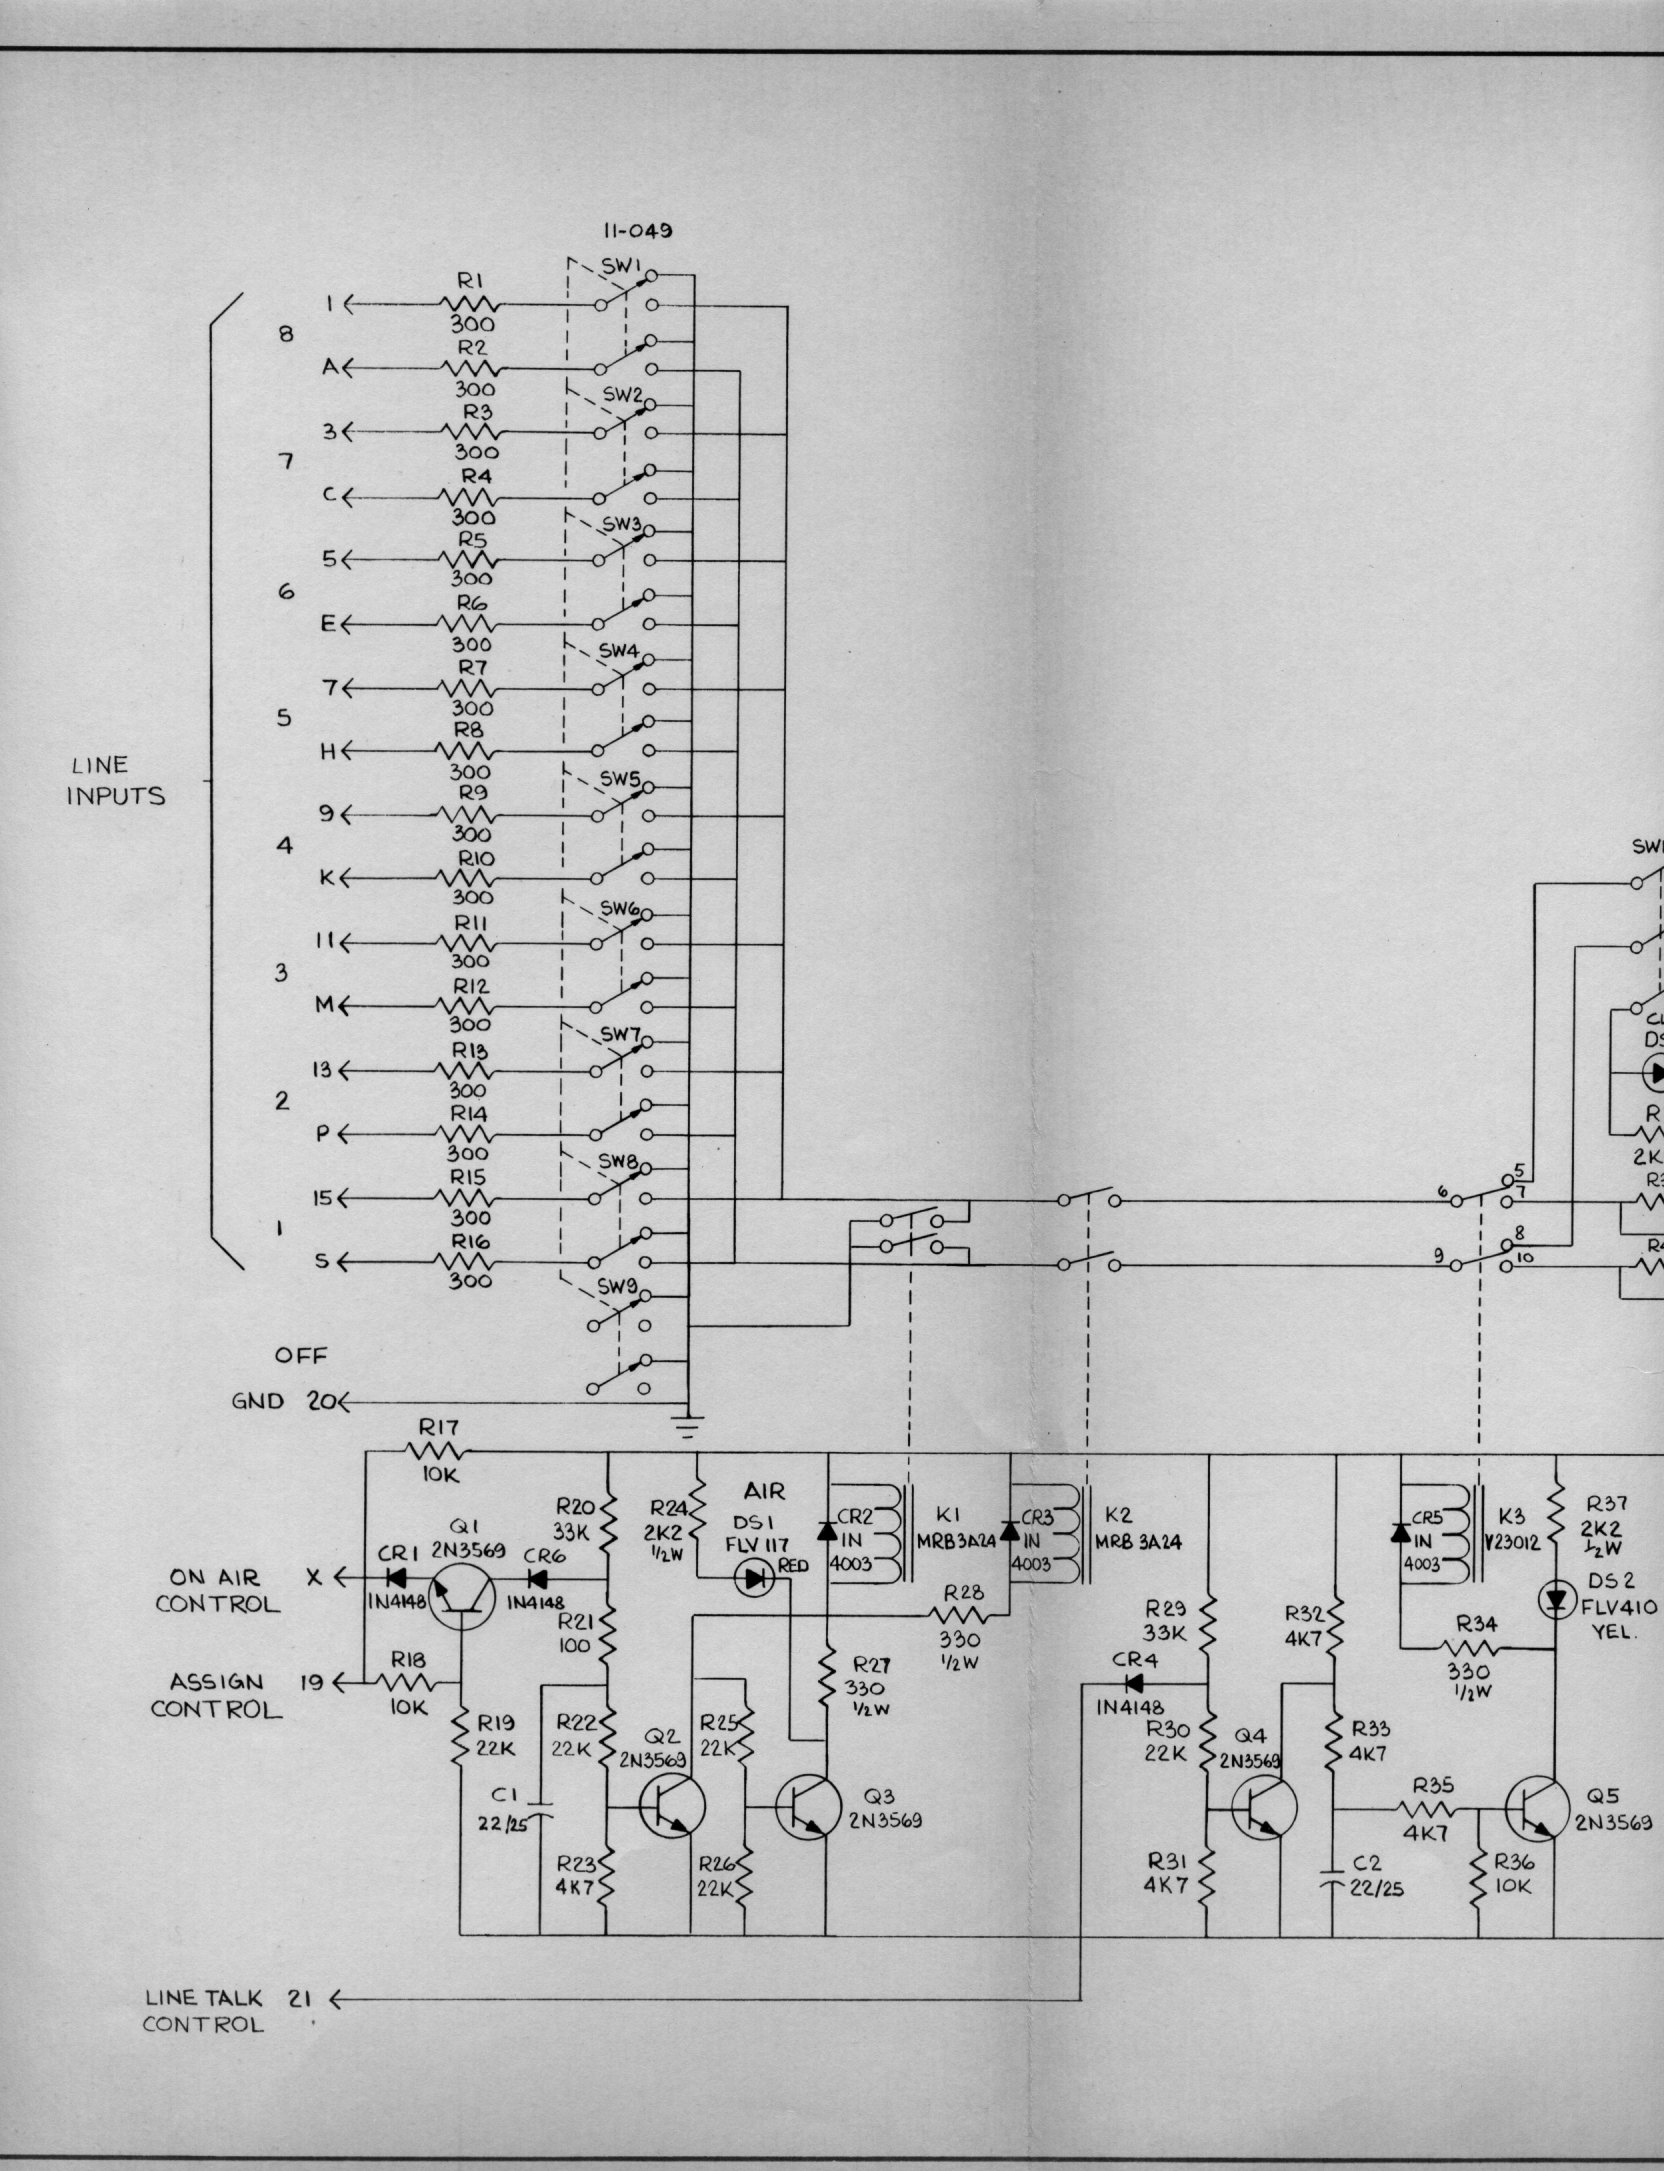 11-049
SW1
R1
1
300
8
R2
A
300
SW2
R3
3
300
7
R4
C
300
SW3
R5
5
300
6
R6
E
300
SW4
R7
7
300
5
R8
H
300
LINE
INPUTS
SW5
R9
9
300
4
R10
K
300
SW6
R11
11
300
3
R12
M
300
SW7
R13
13
300
2
R14
P
300
SW8
R15
15
300
1
R16
S
300
SW9
OFF
GND 20
6 5 7
9 8 10
2K
R17
10K
Q1
2N3569
CR1
1N4148
CR6
1N4148
ON AIR
CONTROL
X
R18
10K
ASSIGN
CONTROL
19
R19
22K
R20
33K
R21
100
R22
22K
C1
22/25
R23
4K7
R24
2K2
1/2W
AIR
DS1
FLV 117
RED
Q2
2N3569
R25
22K
R26
22K
CR2
1N
4003
K1
MRB3A24
R27
330
1/2W
Q3
2N3569
R28
330
1/2W
CR3
1N
4003
K2
MRB 3A24
CR4
1N4148
R29
33K
R30
22K
R31
4K7
Q4
2N3569
R32
4K7
R33
4K7
C2
22/25
R34
330
1/2W
R35
4K7
R36
10K
CR5
1N
4003
K3
V23012
R37
2K2
1/2W
DS2
FLV410
YEL.
Q5
2N3569
LINE TALK 21
CONTROL